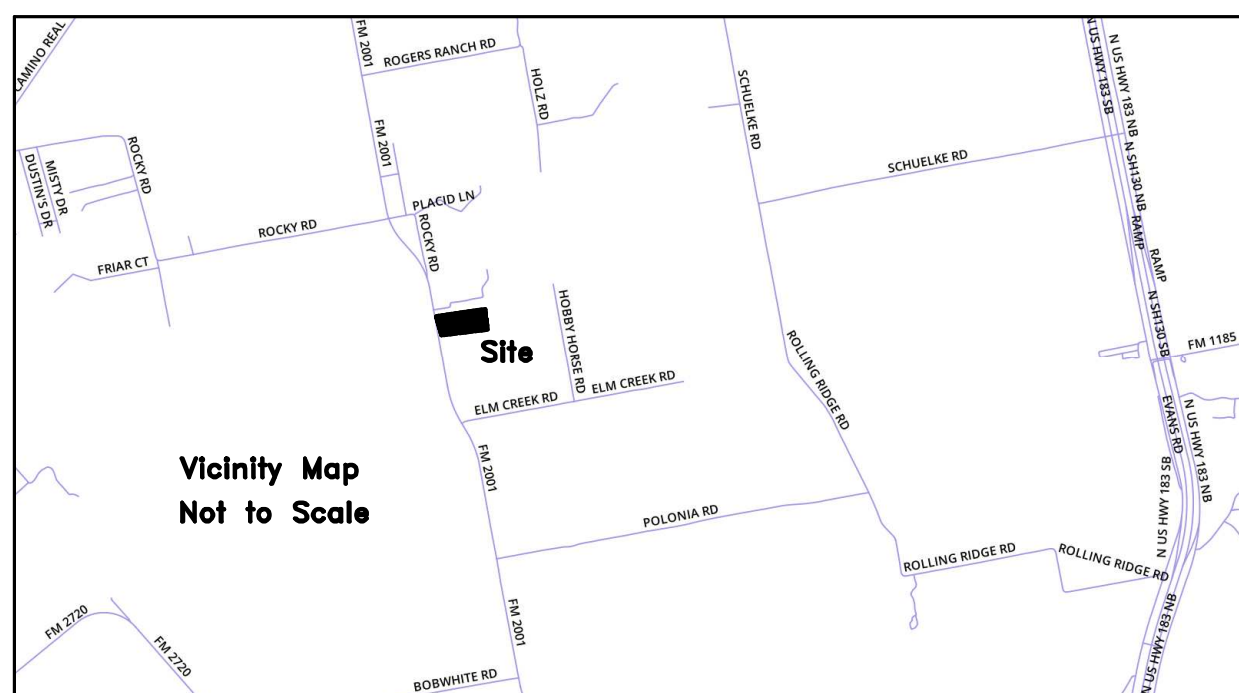 CAMINO REAL
FM 2001
ROGERS RANCH RD
HOLZ RD
SCHUELKE RD
N US HWY 183 SB
N US HWY 183 NB
FM 2001
ROCKY RD
MISTY DR
DUSTIN'S DR
SCHUELKE RD
N SH130 NB
RAMP
PLACID LN
ROCKY RD
ROCKY RD
FRIAR CT
RAMP
N SH130 SB
HOBBY HORSE RD
Site
ROLLING RIDGE RD
FM 1185
ELM CREEK RD
ELM CREEK RD
EVANS RD
N US HWY 183 NB
Vicinity Map
Not to Scale
FM 2001
N US HWY 183 SB
POLONIA RD
ROLLING RIDGE RD
ROLLING RIDGE RD
FM 2720
FM 2720
FM 2001
BOBWHITE RD
N US HWY 183 NB